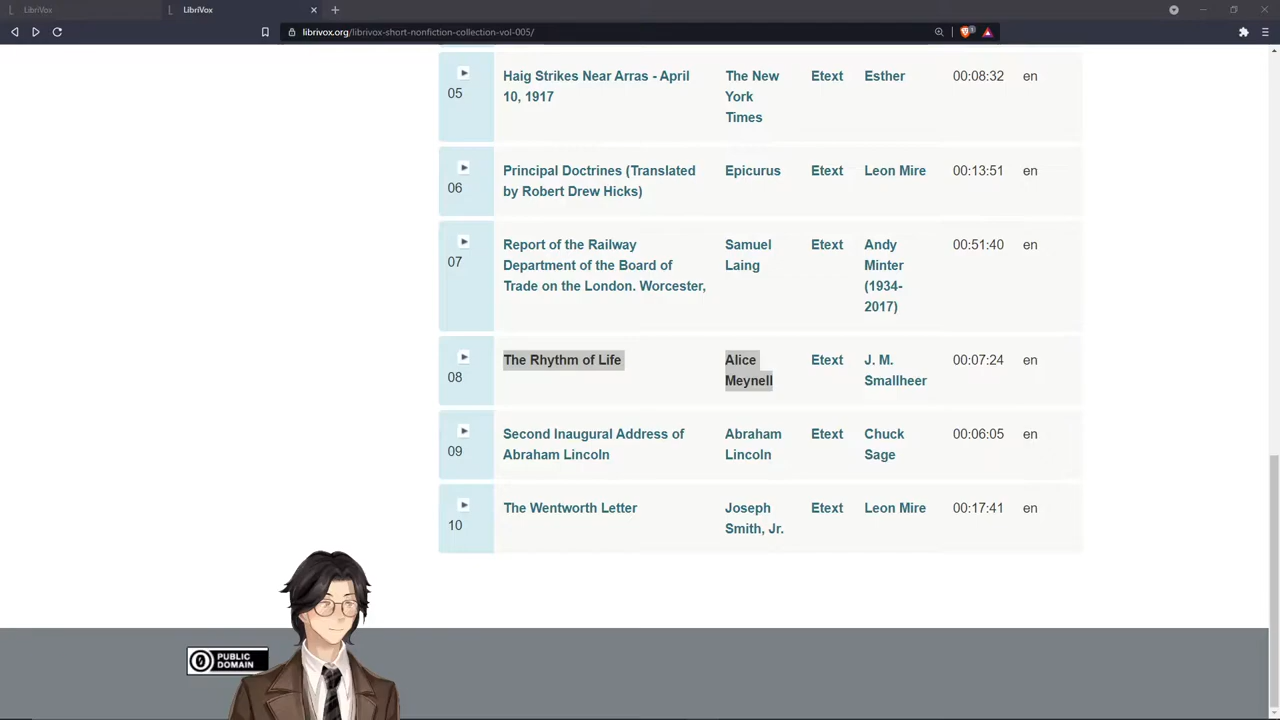 LibriVox
LibriVox
librivox.org/librivox-short-nonfiction-collection-vol-005/
05 Haig Strikes Near Arras - April 10, 1917 The New York Times Etext Esther 00:08:32 en
06 Principal Doctrines (Translated by Robert Drew Hicks) Epicurus Etext Leon Mire 00:13:51 en
07 Report of the Railway Department of the Board of Trade on the London. Worcester, Samuel Laing Etext Andy Minter (1934-2017) 00:51:40 en
08 The Rhythm of Life Alice Meynell Etext J. M. Smallheer 00:07:24 en
09 Second Inaugural Address of Abraham Lincoln Abraham Lincoln Etext Chuck Sage 00:06:05 en
10 The Wentworth Letter Joseph Smith, Jr. Etext Leon Mire 00:17:41 en
0 PUBLIC
DOMAIN